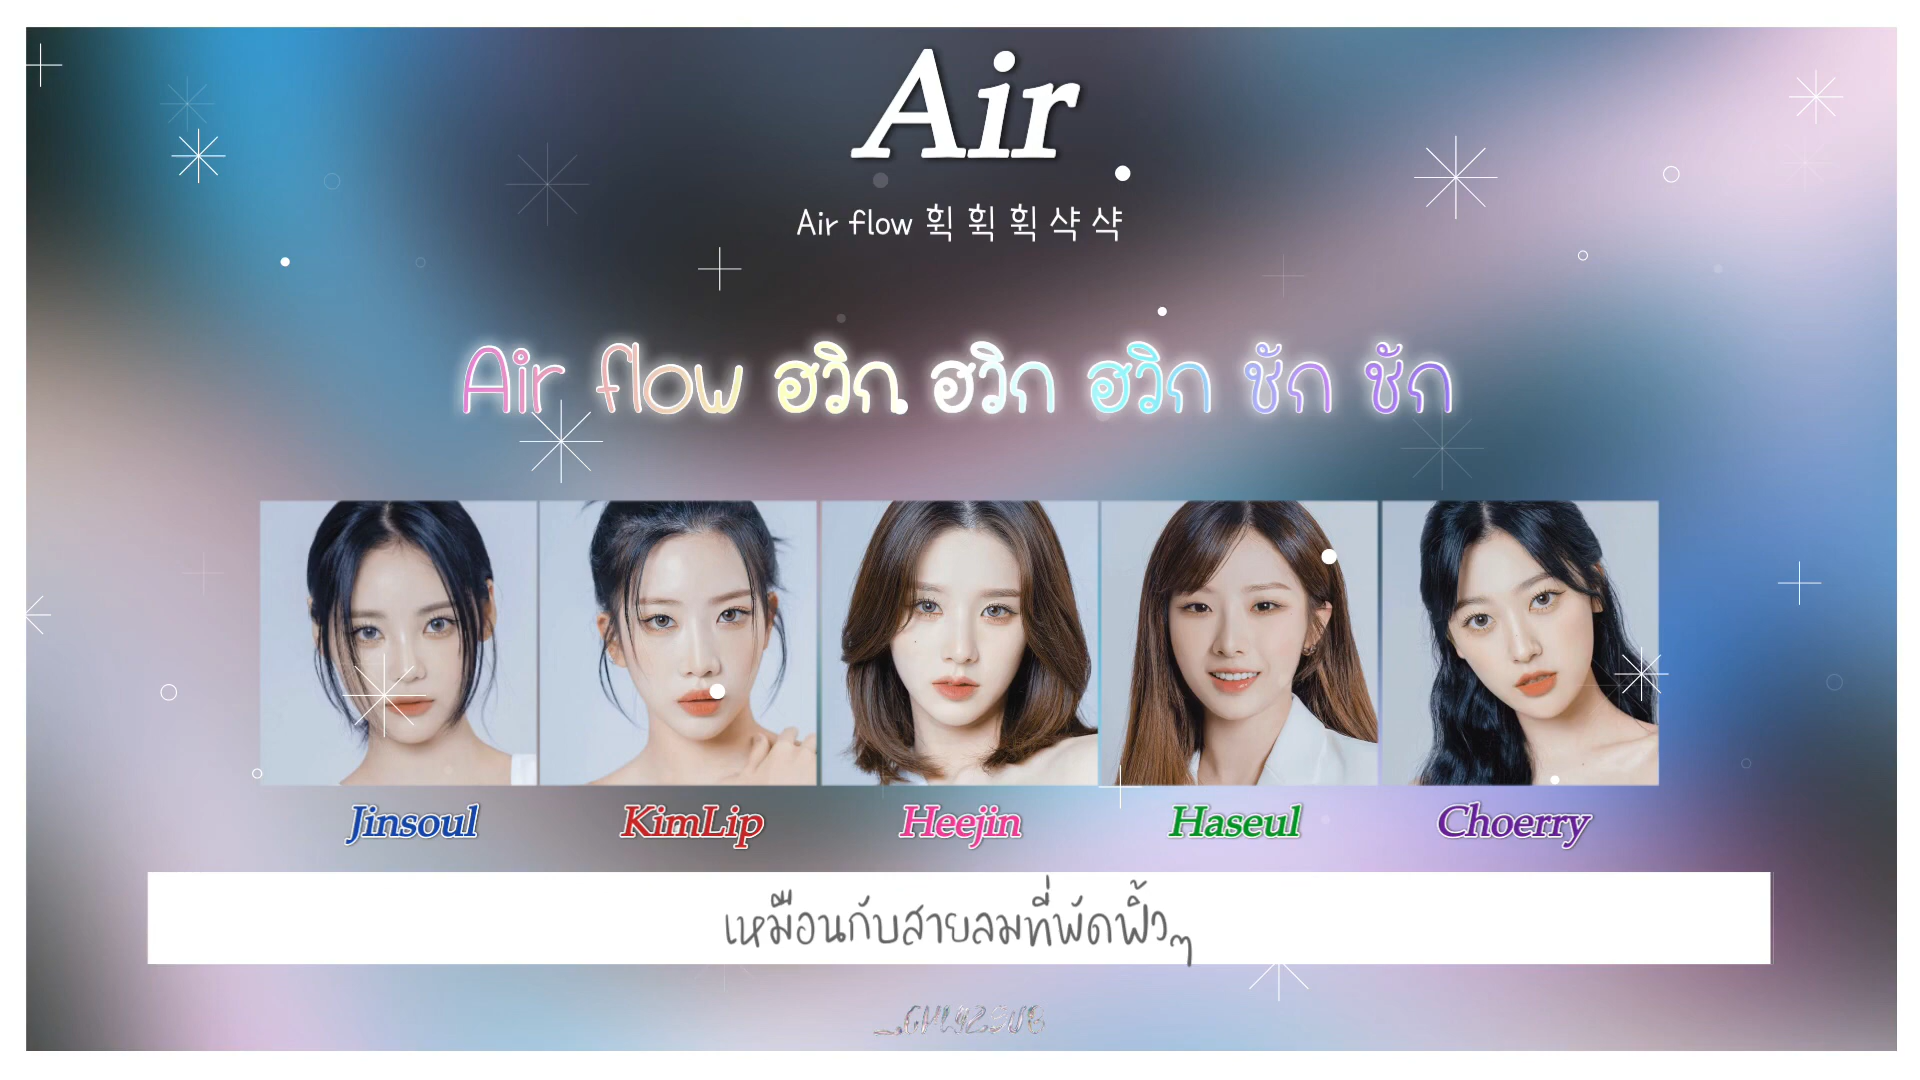 Air
Air flow 휙 휙 휙 샥 샥
Air flow ฮวิก ฮวิก ฮวิก ชัก ชัก
Jinsoul KimLip Heejin Haseul Choerry
เหมือนกับสายลมที่พัดฟิ้วๆ